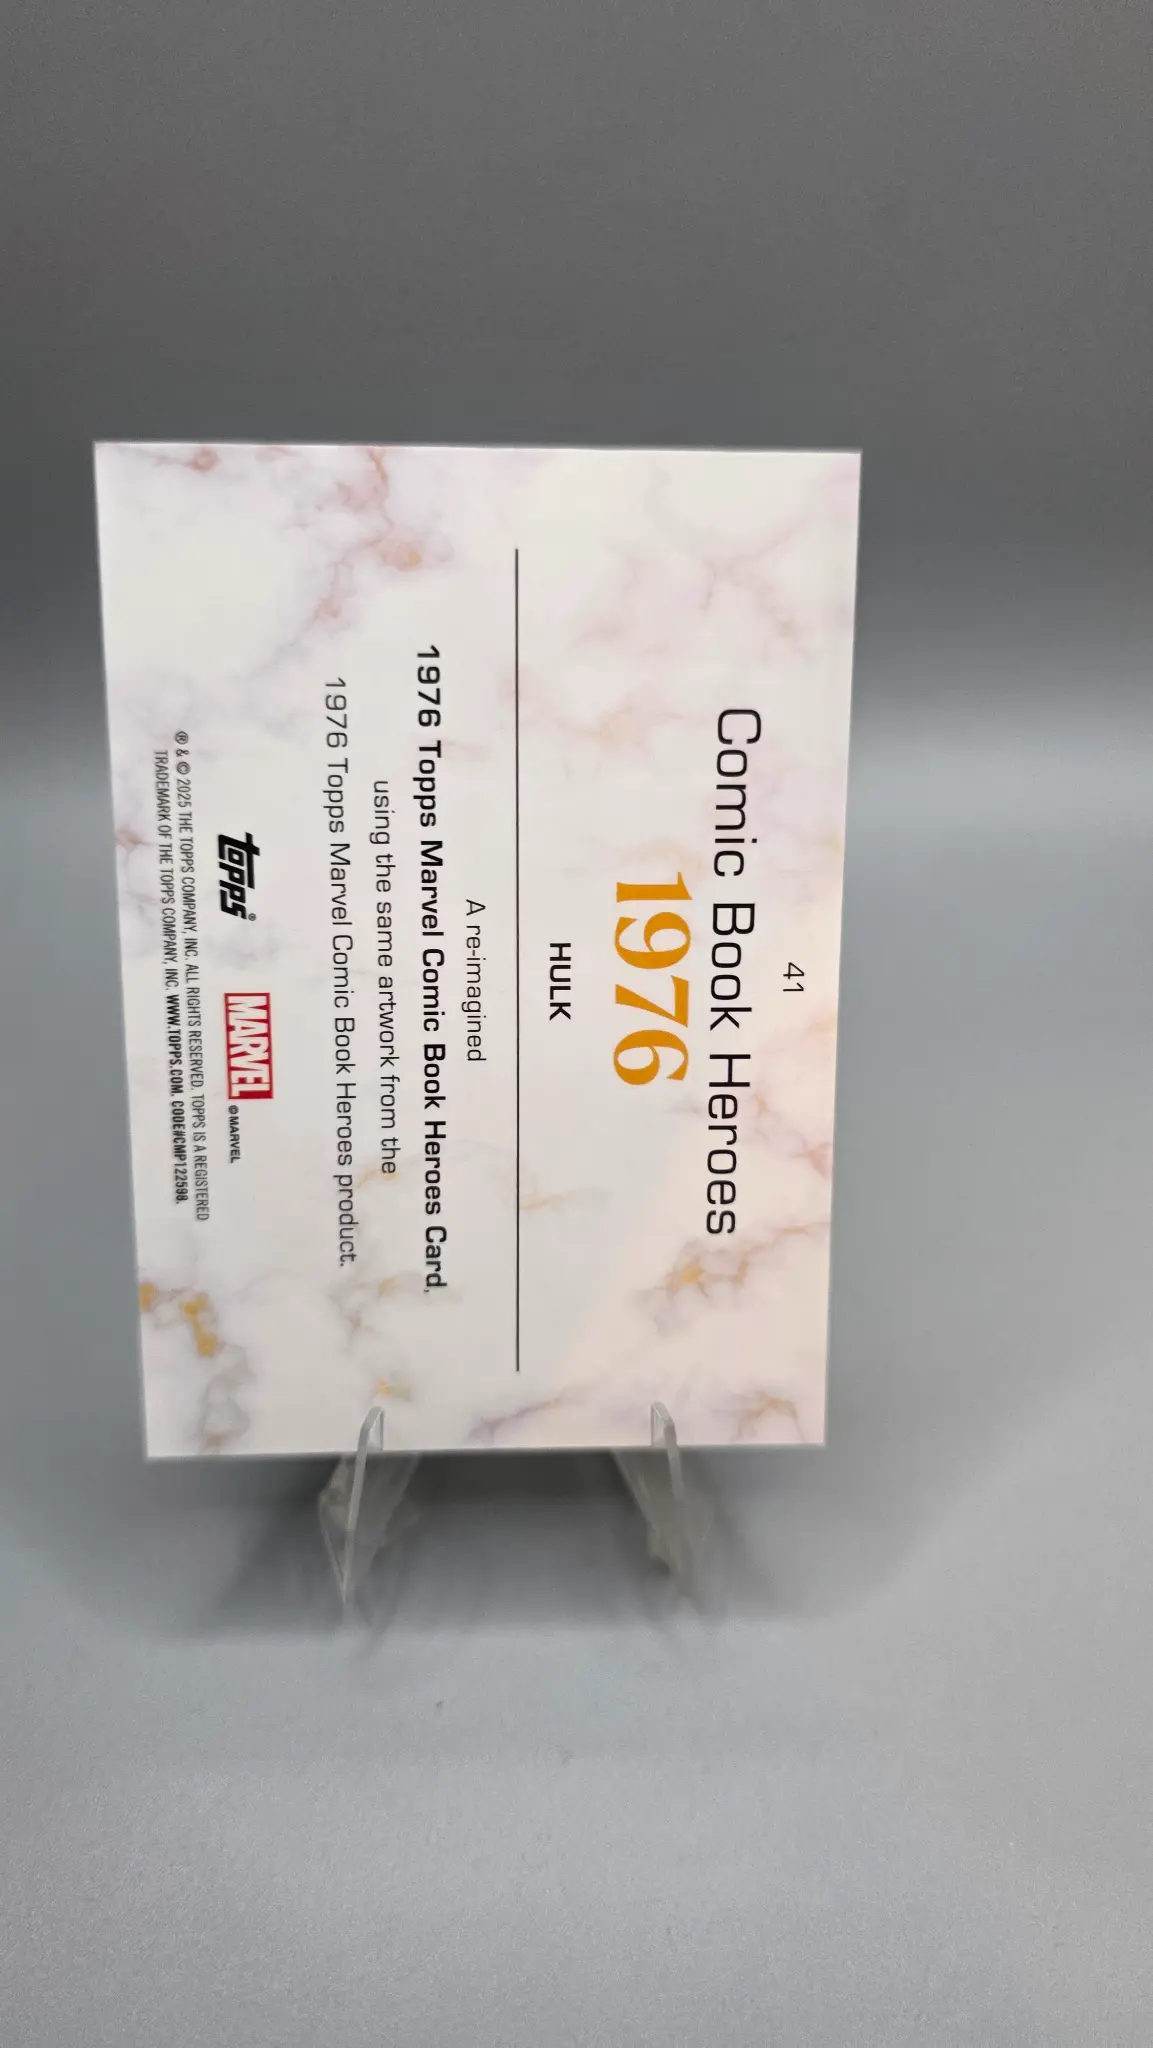 41
Comic Book Heroes
1976
HULK
A re-imagined
1976 Topps Marvel Comic Book Heroes Card,
using the same artwork from the
1976 Topps Marvel Comic Book Heroes product.
topps® MARVEL © MARVEL
® & © 2025 THE TOPPS COMPANY, INC. ALL RIGHTS RESERVED. TOPPS IS A REGISTERED
TRADEMARK OF THE TOPPS COMPANY, INC. WWW.TOPPS.COM. CODE#CMP122598.